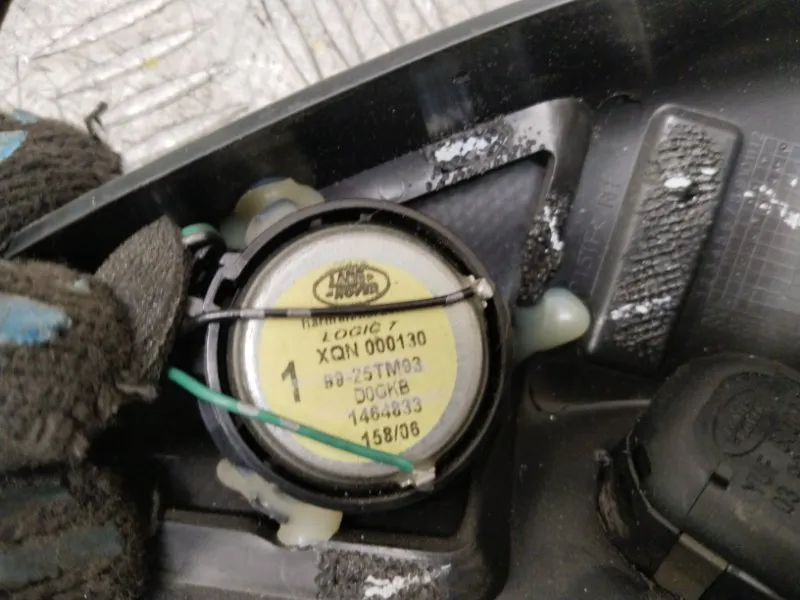 LAND
ROVER
LOGIC 7
XQN 000130
1
99-25TM93
D0GKB
1464833
158/06